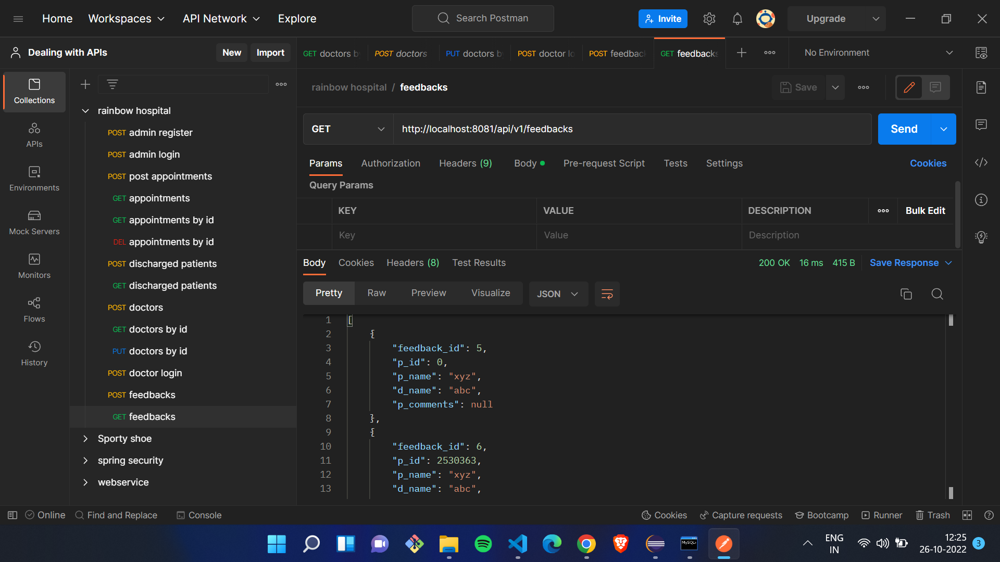 Home Workspaces API Network Explore Search Postman Invite Upgrade
Dealing with APIs New Import
GET doctors b POST doctors PUT doctors b POST doctor lo POST feedbac GET feedbacks No Environment
rainbow hospital / feedbacks Save
GET http://localhost:8081/api/v1/feedbacks Send
Params Authorization Headers (9) Body Pre-request Script Tests Settings Cookies
Query Params
KEY VALUE DESCRIPTION Bulk Edit
Key Value Description
Body Cookies Headers (8) Test Results 200 OK 16 ms 415 B Save Response
Pretty Raw Preview Visualize JSON
1 [
2 {
3 "feedback_id": 5,
4 "p_id": 0,
5 "p_name": "xyz",
6 "d_name": "abc",
7 "p_comments": null
8 },
9 {
10 "feedback_id": 6,
11 "p_id": 2530363,
12 "p_name": "xyz",
13 "d_name": "abc",
Collections
APIs
Environments
Mock Servers
Monitors
Flows
History
rainbow hospital
POST admin register
POST admin login
POST post appointments
GET appointments
GET appointments by id
DEL appointments by id
POST discharged patients
GET discharged patients
POST doctors
GET doctors by id
PUT doctors by id
POST doctor login
POST feedbacks
GET feedbacks
Sporty shoe
spring security
webservice
Online Find and Replace Console Cookies Capture requests Bootcamp Runner Trash
MySQL>
ENG
IN
12:25
26-10-2022
3